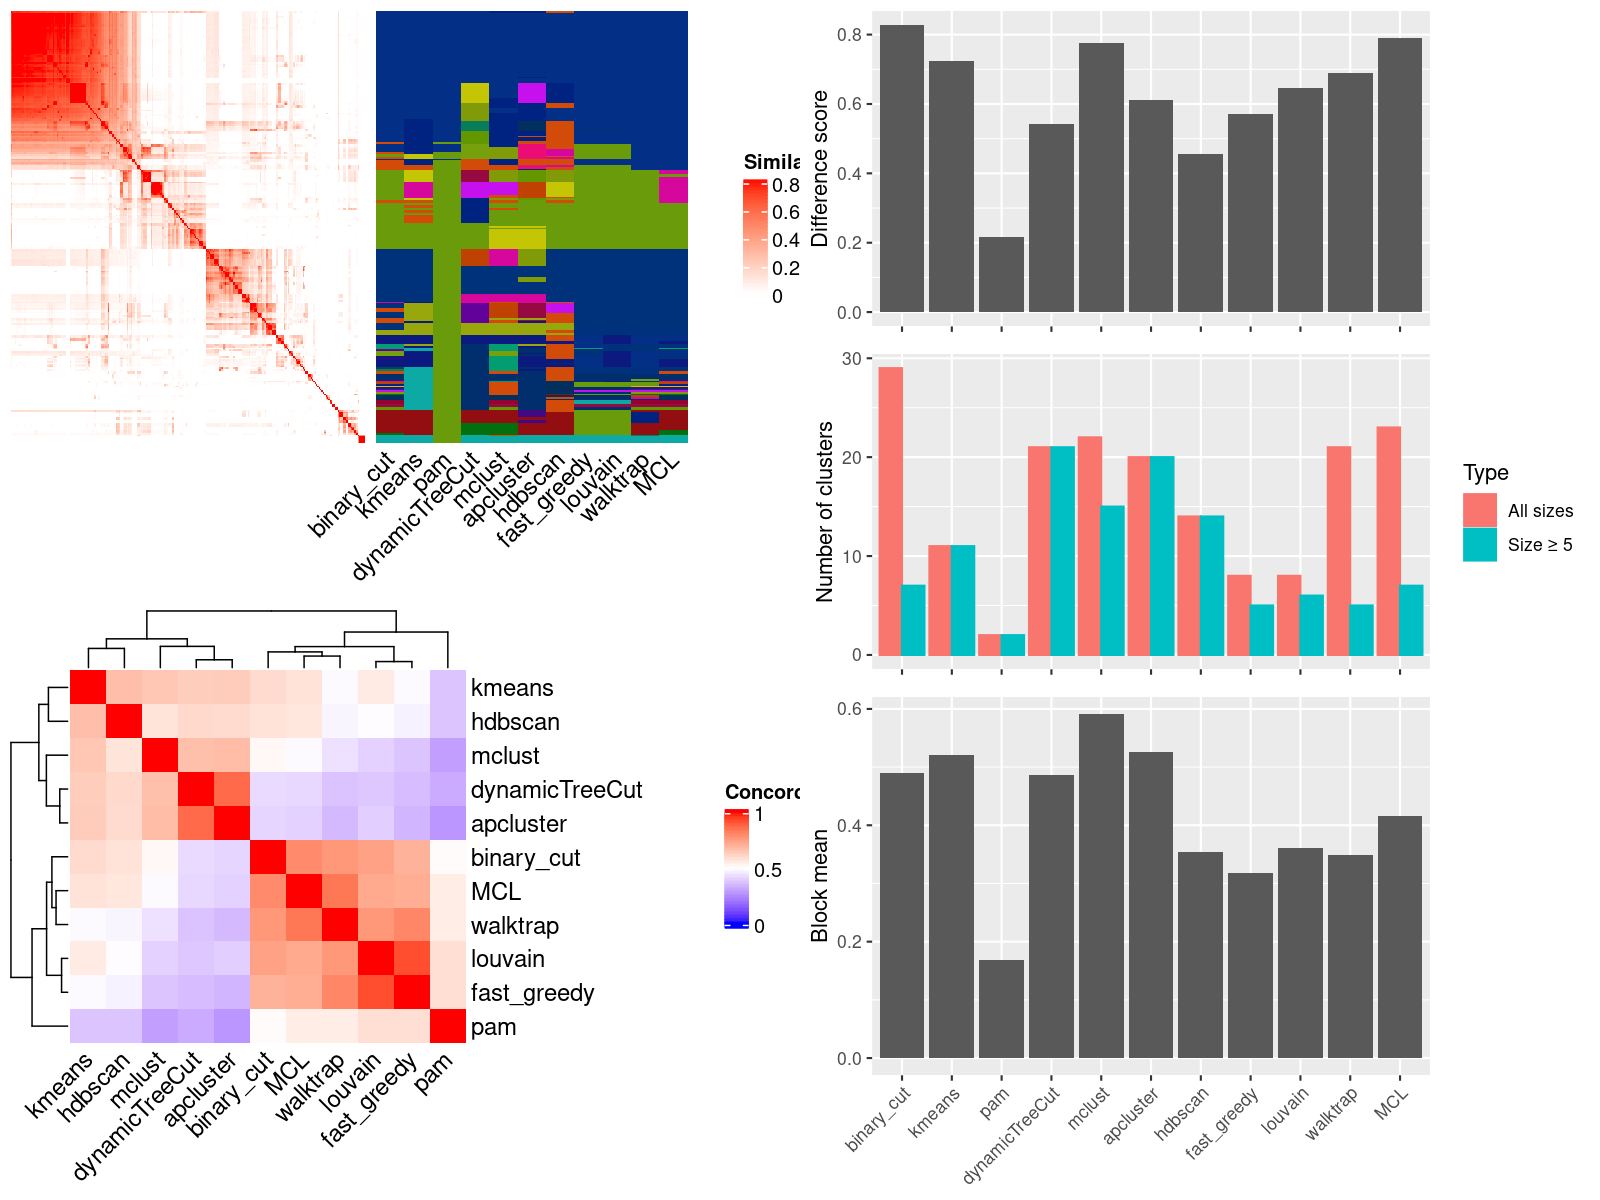 Simila
0.8
0.6
0.4
0.2
0
binary_cut
kmeans
pam
dynamicTreeCut
mclust
apcluster
hdbscan
fast_greedy
louvain
walktrap
MCL
Difference score
0.8
0.6
0.4
0.2
0.0
Number of clusters
30
20
10
0
Type
All sizes
Size ≥ 5
Block mean
0.6
0.4
0.2
0.0
binary_cut
kmeans
pam
dynamicTreeCut
mclust
apcluster
hdbscan
fast_greedy
louvain
walktrap
MCL
kmeans
hdbscan
mclust
dynamicTreeCut
apcluster
binary_cut
MCL
walktrap
louvain
fast_greedy
pam
kmeans
hdbscan
mclust
dynamicTreeCut
apcluster
binary_cut
MCL
walktrap
louvain
fast_greedy
pam
Concord
1
0.5
0